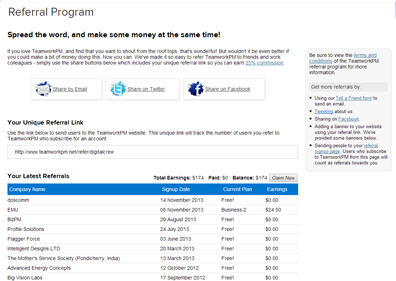 Referral Program
Spread the word, and make some money at the same time!
If you love TeamworkPM, and find that you want to shout from the roof tops, that's wonderful! But wouldn't it be even better if
you could make a bit of money doing this. Now you can. We've made it so easy to refer TeamworkPM to friends and work
colleagues - simply use the share buttons below which includes your unique referral link so you can earn 25% commission.
Share by Email
Share on Twitter
Share on Facebook
Your Unique Referral Link
Use the link below to send users to the TeamworkPM website. This unique link will track the number of users you refer to
TeamworkPM who subscribe for an account.
http://www.teamworkpm.net/refer/digitalcrew
Your Latest Referrals
Total Earnings: $174 Paid: $0 Balance: $174 Claim Now
Company Name Signup Date Current Plan Earnings
doscomm 14 November 2013 Free! $0.00
EMU 06 November 2013 Business 2 $24.50
BizPM 29 August 2013 Free! $0.00
Profile Solutions 24 July 2013 Free! $0.00
Flagger Force 03 June 2013 Free! $0.00
Intelligent Designs LTD 20 March 2013 Free! $0.00
The Mother's Service Society (Pondicherry, India) 13 March 2013 Free! $0.00
Advanced Energy Concepts 12 October 2012 Free! $0.00
Big Vision Labs 17 September 2012 Free! $0.00
Be sure to view the terms and
conditions of the TeamworkPM
referral program for more
information.
Get more referrals by
Using our Tell a Friend form to
send an email.
Tweeting about us.
Sharing on Facebook.
Adding a banner to your website
using your referral link. We've
provided some banners below.
Sending people to your referral
signup page. Users who subscribe
to TeamworkPM from this page will
count as referrals towards you.